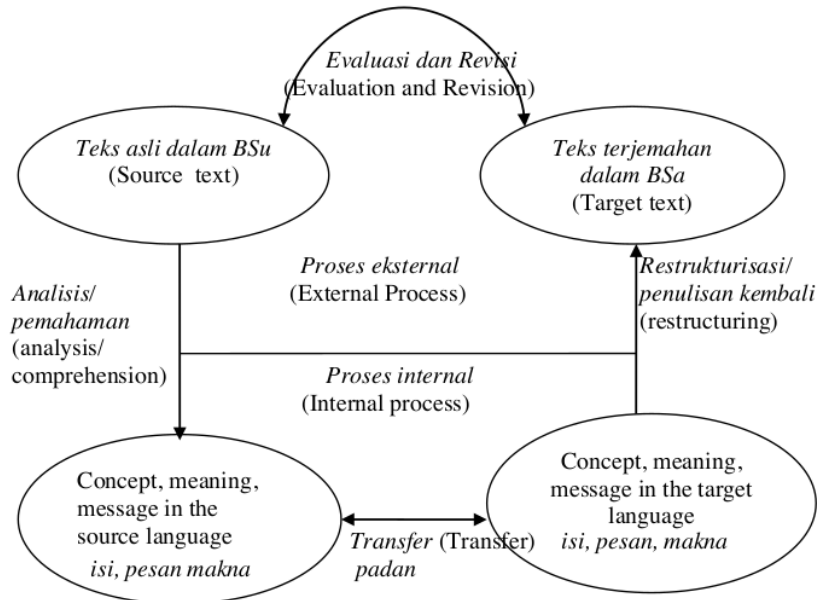 Evaluasi dan Revisi
(Evaluation and Revision)
Teks asli dalam BSu
(Source text)
Teks terjemahan
dalam BSa
(Target text)
Analisis/
pemahaman
(analysis/
comprehension)
Proses eksternal
(External Process)
Restrukturisasi/
penulisan kembali
(restructuring)
Proses internal
(Internal process)
Concept, meaning,
message in the
source language
isi, pesan makna
Transfer (Transfer)
padan
Concept, meaning,
message in the target
language
isi, pesan, makna